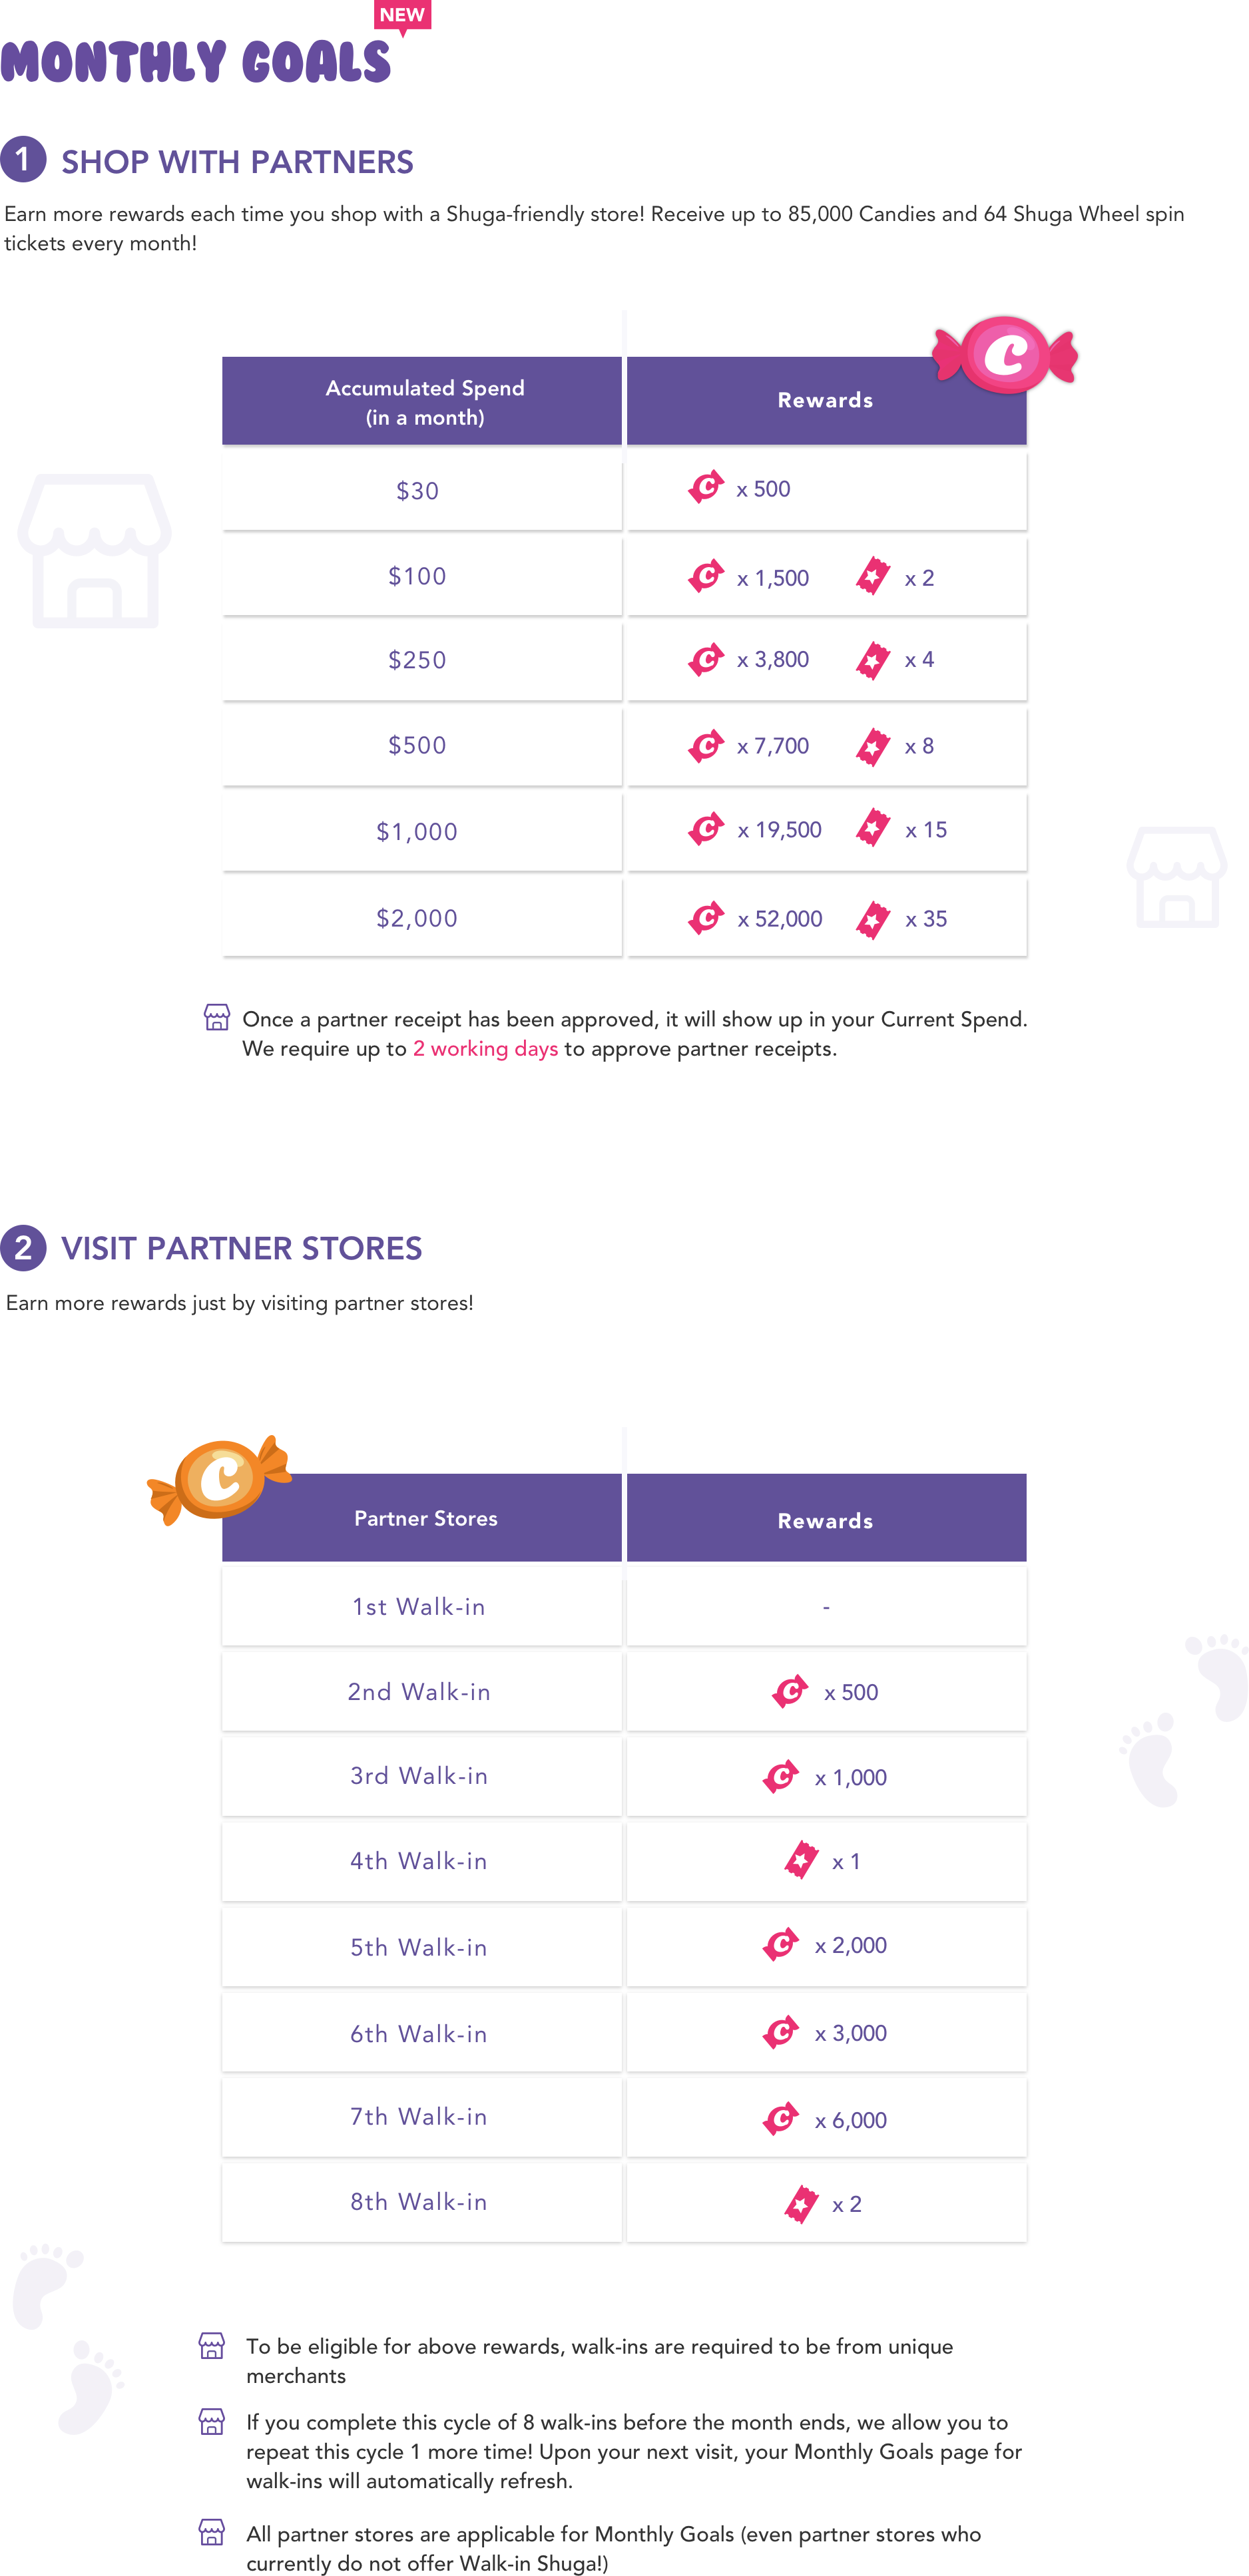 NEW
MONTHLY GOALS
1 SHOP WITH PARTNERS
Earn more rewards each time you shop with a Shuga-friendly store! Receive up to 85,000 Candies and 64 Shuga Wheel spin
tickets every month!
C
Accumulated Spend
(in a month)
Rewards
$30 C x 500
$100 C x 1,500 x 2
$250 C x 3,800 x 4
$500 C x 7,700 x 8
$1,000 C x 19,500 x 15
$2,000 C x 52,000 x 35
Once a partner receipt has been approved, it will show up in your Current Spend.
We require up to 2 working days to approve partner receipts.
2 VISIT PARTNER STORES
Earn more rewards just by visiting partner stores!
C
Partner Stores Rewards
1st Walk-in -
2nd Walk-in C x 500
3rd Walk-in C x 1,000
4th Walk-in x 1
5th Walk-in C x 2,000
6th Walk-in C x 3,000
7th Walk-in C x 6,000
8th Walk-in x 2
To be eligible for above rewards, walk-ins are required to be from unique
merchants
If you complete this cycle of 8 walk-ins before the month ends, we allow you to
repeat this cycle 1 more time! Upon your next visit, your Monthly Goals page for
walk-ins will automatically refresh.
All partner stores are applicable for Monthly Goals (even partner stores who
currently do not offer Walk-in Shuga!)